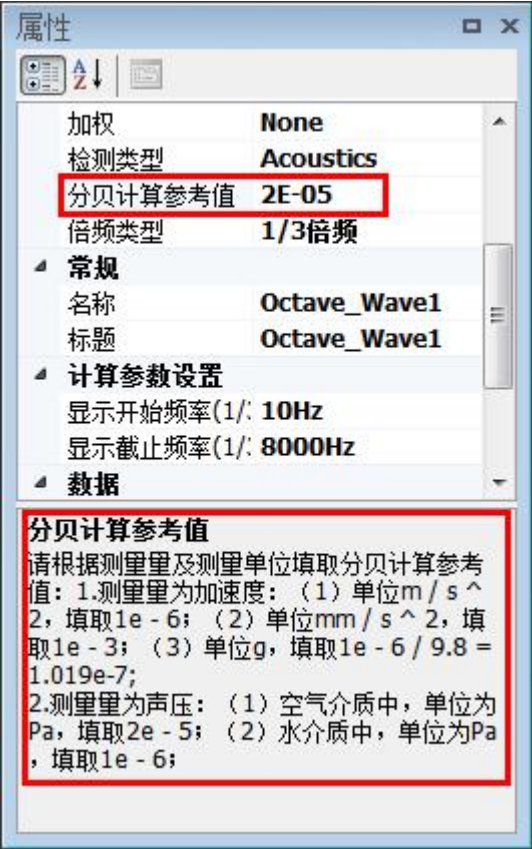 属性
加权 None
检测类型 Acoustics
分贝计算参考值 2E-05
倍频类型 1/3倍频
常规
名称 Octave_Wave1
标题 Octave_Wave1
计算参数设置
显示开始频率(1/: 10Hz
显示截止频率(1/: 8000Hz
数据
分贝计算参考值
请根据测量量及测量单位填取分贝计算参考
值：1.测量量为加速度：（1）单位m / s ^
2，填取1e - 6；（2）单位mm / s ^ 2，填
取1e - 3；（3）单位g，填取1e - 6 / 9.8 =
1.019e-7;
2.测量量为声压：（1）空气介质中，单位为
Pa，填取2e - 5；（2）水介质中，单位为Pa
，填取1e - 6；